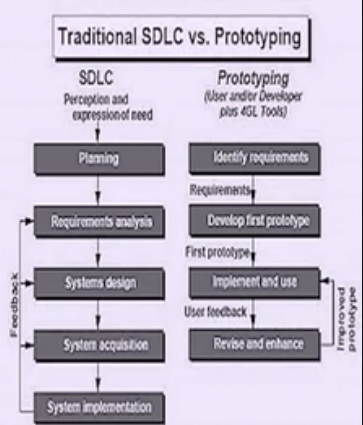 Traditional SDLC vs. Prototyping
SDLC
Perception and
expression of need
Planning
Requirements analysis
Systems design
System acquisition
System implementation
Feedback
Prototyping
(User and/or Developer
plus 4GL Tools)
Identify requirements
Requirements
Develop first prototype
First prototype
Implement and use
User feedback
Revise and enhance
Improved
prototype